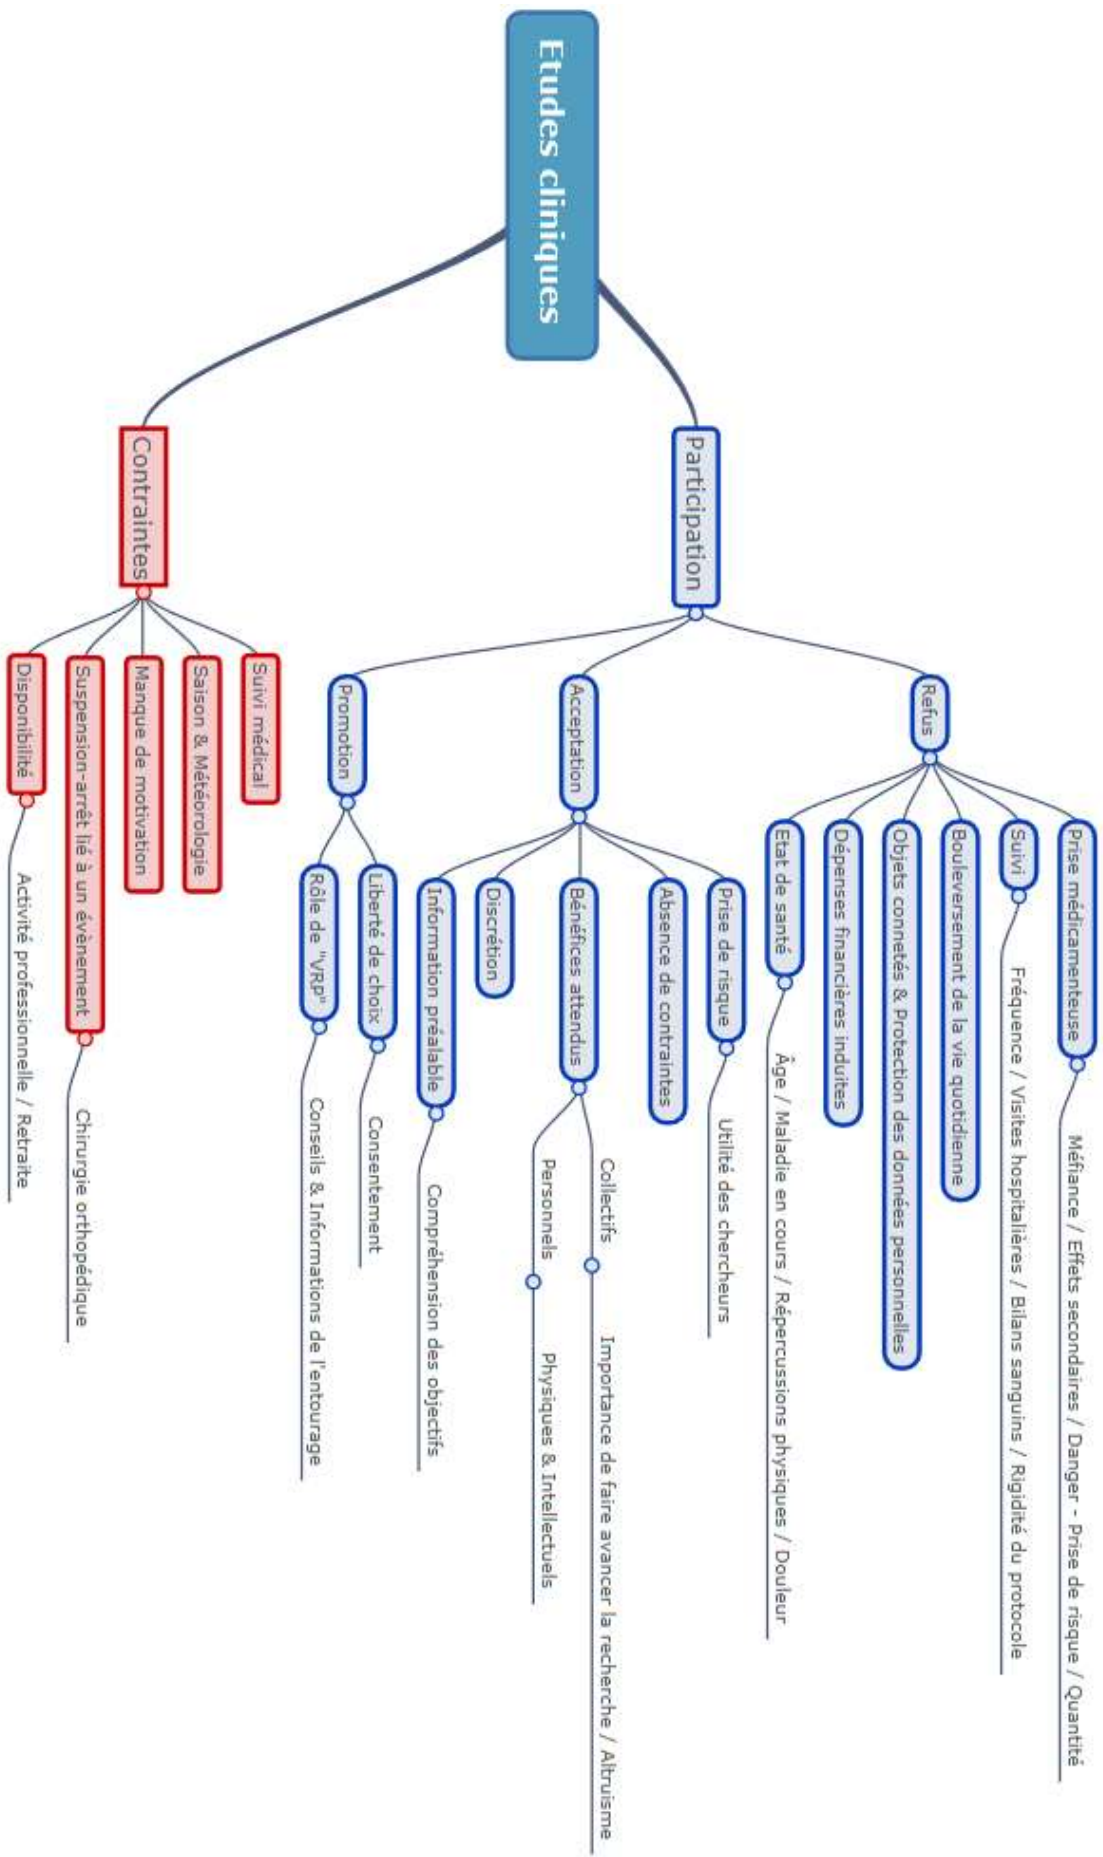 Etudes cliniques
Participation
Refus
Prise médicamenteuse
Méfiance / Effets secondaires / Danger - Prise de risque / Quantité
Suivi
Fréquence / Visites hospitalières / Bilans sanguins / Rigidité du protocole
Bouleversement de la vie quotidienne
Objets connetés & Protection des données personnelles
Dépenses financières induites
Etat de santé
Âge / Maladie en cours / Répercussions physiques / Douleur
Acceptation
Prise de risque
Utilité des chercheurs
Absence de contraintes
Bénéfices attendus
Collectifs
Importance de faire avancer la recherche / Altruisme
Personnels
Physiques & Intellectuels
Discrétion
Information préalable
Compréhension des objectifs
Promotion
Liberté de choix
Consentement
Rôle de "VRP"
Conseils & Informations de l'entourage
Contraintes
Suivi médical
Saison & Météorologie
Manque de motivation
Suspension-arrêt lié à un évènement
Chirurgie orthopédique
Disponibilité
Activité professionnelle / Retraite